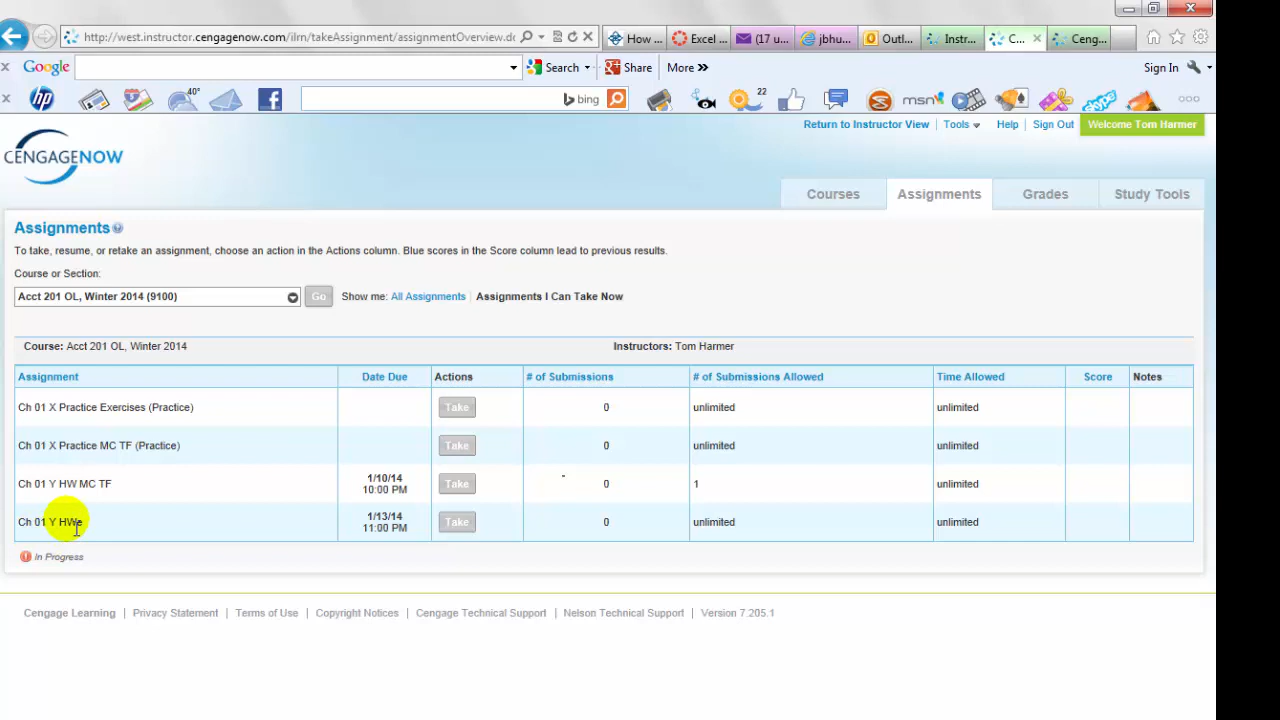 http://west.instructor.cengagenow.com/ilrn/takeAssignment/assignmentOverview.do
How ...
Excel ...
(17 u...
jbhu...
Outl...
Instr...
C...
Ceng...
Google
Search
Share
More »
Sign In
hp
40°
bing
22
msn
skype
Return to Instructor View
Tools
Help
Sign Out
Welcome Tom Harmer
CENGAGENOW
Courses
Assignments
Grades
Study Tools
Assignments
To take, resume, or retake an assignment, choose an action in the Actions column. Blue scores in the Score column lead to previous results.
Course or Section:
Acct 201 OL, Winter 2014 (9100)
Go
Show me: All Assignments | Assignments I Can Take Now
Course: Acct 201 OL, Winter 2014
Instructors: Tom Harmer
Assignment
Date Due
Actions
# of Submissions
# of Submissions Allowed
Time Allowed
Score
Notes
Ch 01 X Practice Exercises (Practice)
Take
0
unlimited
unlimited
Ch 01 X Practice MC TF (Practice)
Take
0
unlimited
unlimited
Ch 01 Y HW MC TF
1/10/14
10:00 PM
Take
0
1
unlimited
Ch 01 Y HWe
1/13/14
11:00 PM
Take
0
unlimited
unlimited
In Progress
Cengage Learning | Privacy Statement | Terms of Use | Copyright Notices | Cengage Technical Support | Nelson Technical Support | Version 7.205.1